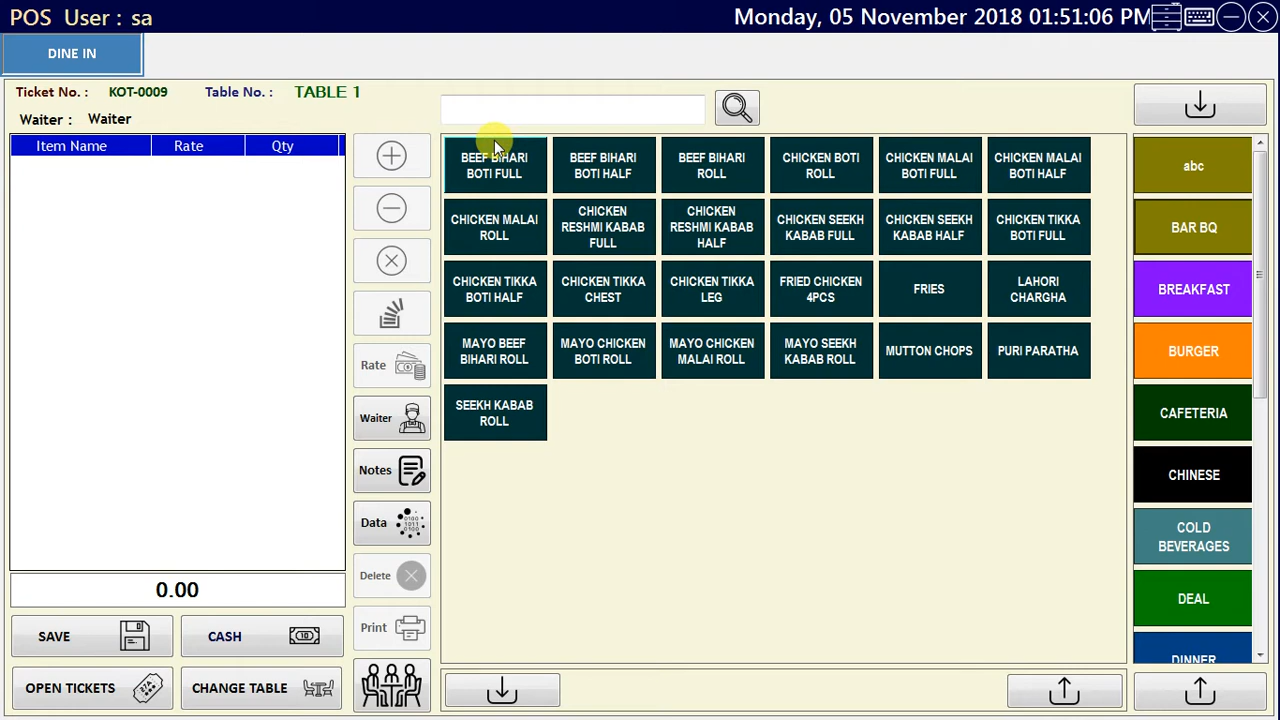 POS User : sa
Monday, 05 November 2018 01:51:06 PM
DINE IN
Ticket No. : KOT-0009 Table No. : TABLE 1
Waiter : Waiter
Item Name Rate Qty
0.00
SAVE
CASH
OPEN TICKETS
CHANGE TABLE
Rate
Waiter
Notes
Data
Delete
Print
BEEF BIHARI
BOTI FULL
BEEF BIHARI
BOTI HALF
BEEF BIHARI
ROLL
CHICKEN BOTI
ROLL
CHICKEN MALAI
BOTI FULL
CHICKEN MALAI
BOTI HALF
CHICKEN MALAI
ROLL
CHICKEN
RESHMI KABAB
FULL
CHICKEN
RESHMI KABAB
HALF
CHICKEN SEEKH
KABAB FULL
CHICKEN SEEKH
KABAB HALF
CHICKEN TIKKA
BOTI FULL
CHICKEN TIKKA
BOTI HALF
CHICKEN TIKKA
CHEST
CHICKEN TIKKA
LEG
FRIED CHICKEN
4PCS
FRIES
LAHORI
CHARGHA
MAYO BEEF
BIHARI ROLL
MAYO CHICKEN
BOTI ROLL
MAYO CHICKEN
MALAI ROLL
MAYO SEEKH
KABAB ROLL
MUTTON CHOPS
PURI PARATHA
SEEKH KABAB
ROLL
abc
BAR BQ
BREAKFAST
BURGER
CAFETERIA
CHINESE
COLD
BEVERAGES
DEAL
DINNER